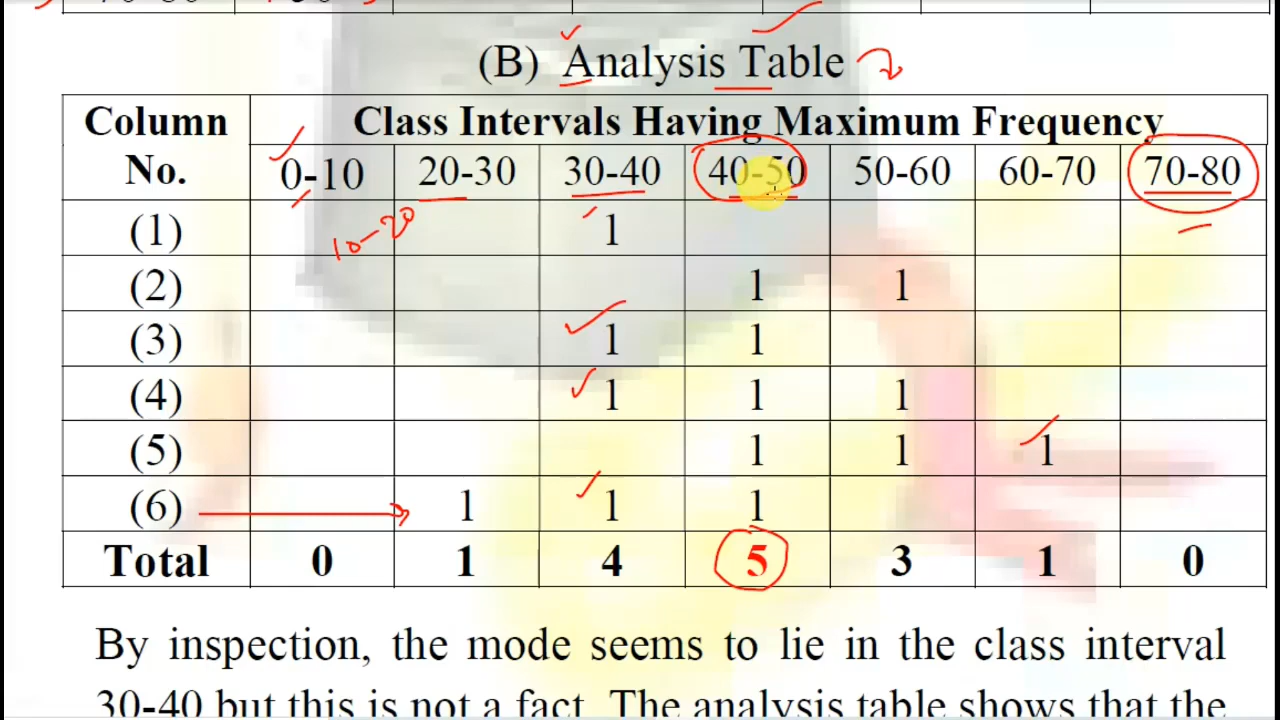 (B) Analysis Table
Column No. Class Intervals Having Maximum Frequency
0-10 20-30 30-40 40-50 50-60 60-70 70-80
10-20
(1) 1
(2) 1 1
(3) 1 1
(4) 1 1 1
(5) 1 1 1
(6) 1 1 1
Total 0 1 4 5 3 1 0
By inspection, the mode seems to lie in the class interval
30-40 but this is not a fact. The analysis table shows that the